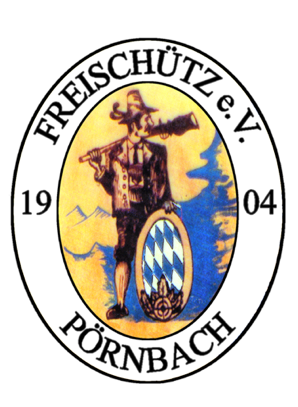 FREISCHÜTZ e.V.
19 04
PÖRNBACH